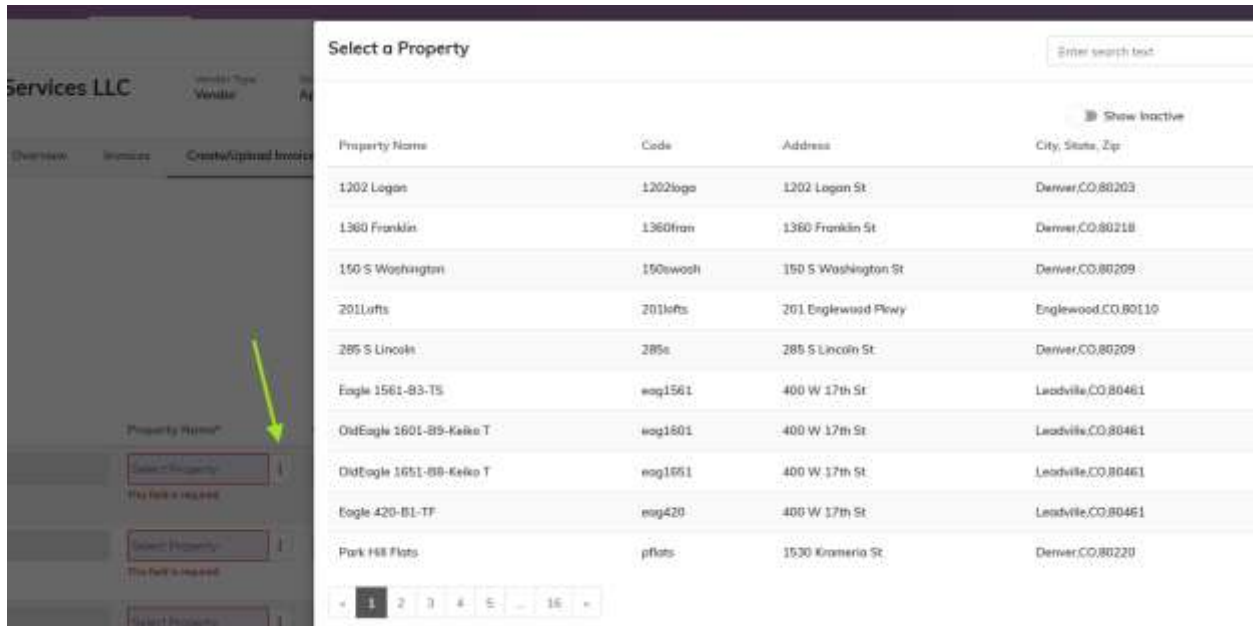 Select a Property
Enter search text
Services LLC
Vendor Type
Vendor
Show Inactive
Overview Invoices Create/Upload Invoice
Property Name Code Address City, State, Zip
1202 Logan 1202loga 1202 Logan St Denver,CO,80203
1360 Franklin 1360fran 1360 Franklin St Denver,CO,80218
150 S Washington 150swash 150 S Washington St Denver,CO,80209
201Lofts 201lofts 201 Englewood Pkwy Englewood,CO,80110
285 S Lincoln 285s 285 S Lincoln St Denver,CO,80209
Eagle 1561-B3-TS eag1561 400 W 17th St Leadville,CO,80461
OldEagle 1601-B9-Keiko T eag1601 400 W 17th St Leadville,CO,80461
OldEagle 1651-B8-Keiko T eag1651 400 W 17th St Leadville,CO,80461
Eagle 420-B1-TF eag420 400 W 17th St Leadville,CO,80461
Park Hill Flats pflats 1530 Krameria St Denver,CO,80220
Property Name*
Select Property
This field is required
Select Property
This field is required
Select Property
« 1 2 3 4 5 ... 16 »